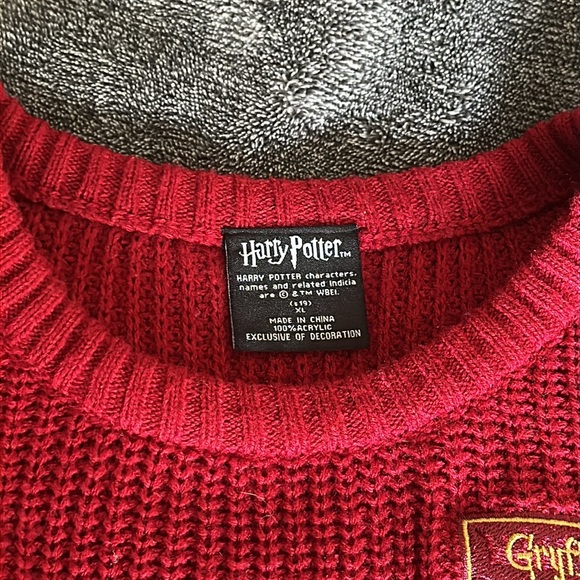 Harry Potter™
HARRY POTTER characters,
names and related indicia
are © & TM WBEI.
(s19)
XL
MADE IN CHINA
100% ACRYLIC
EXCLUSIVE OF DECORATION
Gryf